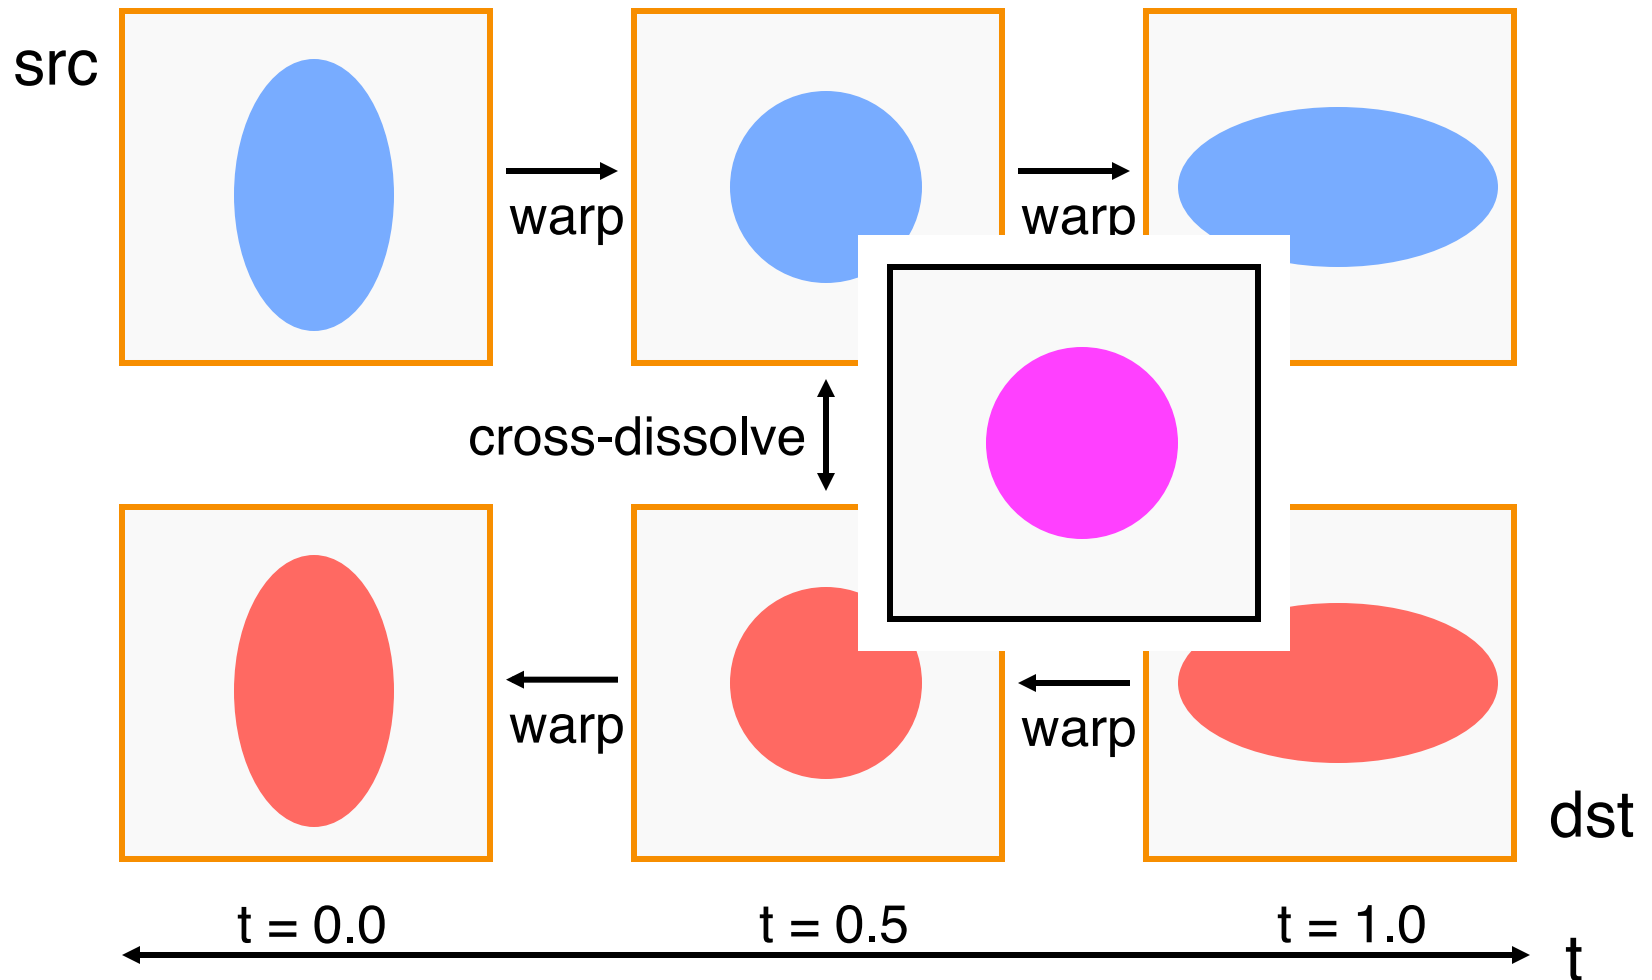 src
warp
warp
cross-dissolve
warp
warp
dst
t = 0.0
t = 0.5
t = 1.0
t